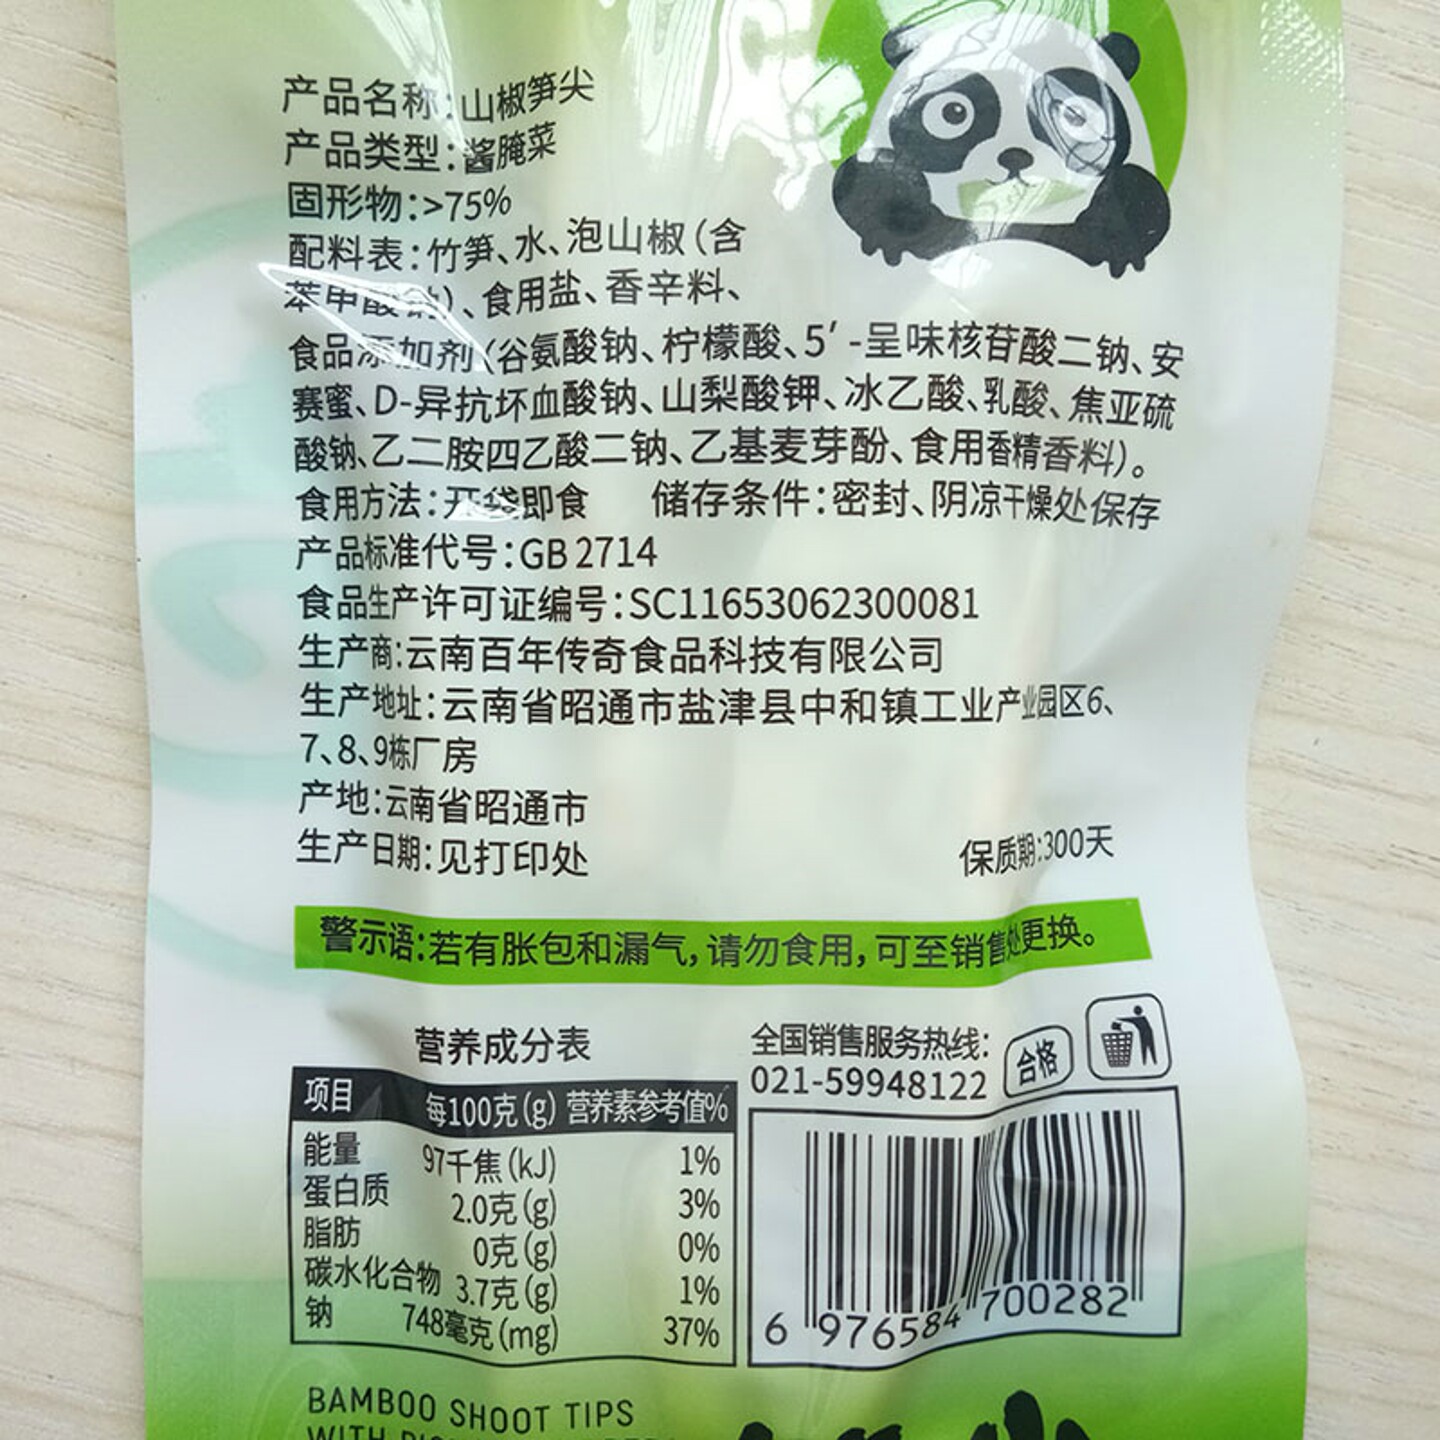 产品名称:山椒笋尖
产品类型:酱腌菜
固形物:>75%
配料表:竹笋、水、泡山椒(含
苯甲酸钠)、食用盐、香辛料、
食品添加剂(谷氨酸钠、柠檬酸、5′-呈味核苷酸二钠、安
赛蜜、D-异抗坏血酸钠、山梨酸钾、冰乙酸、乳酸、焦亚硫
酸钠、乙二胺四乙酸二钠、乙基麦芽酚、食用香精香料)。
食用方法:开袋即食 储存条件:密封、阴凉干燥处保存
产品标准代号:GB 2714
食品生产许可证编号:SC11653062300081
生产商:云南百年传奇食品科技有限公司
生产地址:云南省昭通市盐津县中和镇工业产业园区6、
7、8、9栋厂房
产地:云南省昭通市
生产日期:见打印处 保质期:300天
警示语:若有胀包和漏气,请勿食用,可至销售处更换。
营养成分表
项目 每100克(g) 营养素参考值%
能量 97千焦(kJ) 1%
蛋白质 2.0克(g) 3%
脂肪 0克(g) 0%
碳水化合物 3.7克(g) 1%
钠 748毫克(mg) 37%
全国销售服务热线:
021-59948122
合格
6 976584 700282
BAMBOO SHOOT TIPS
WITH